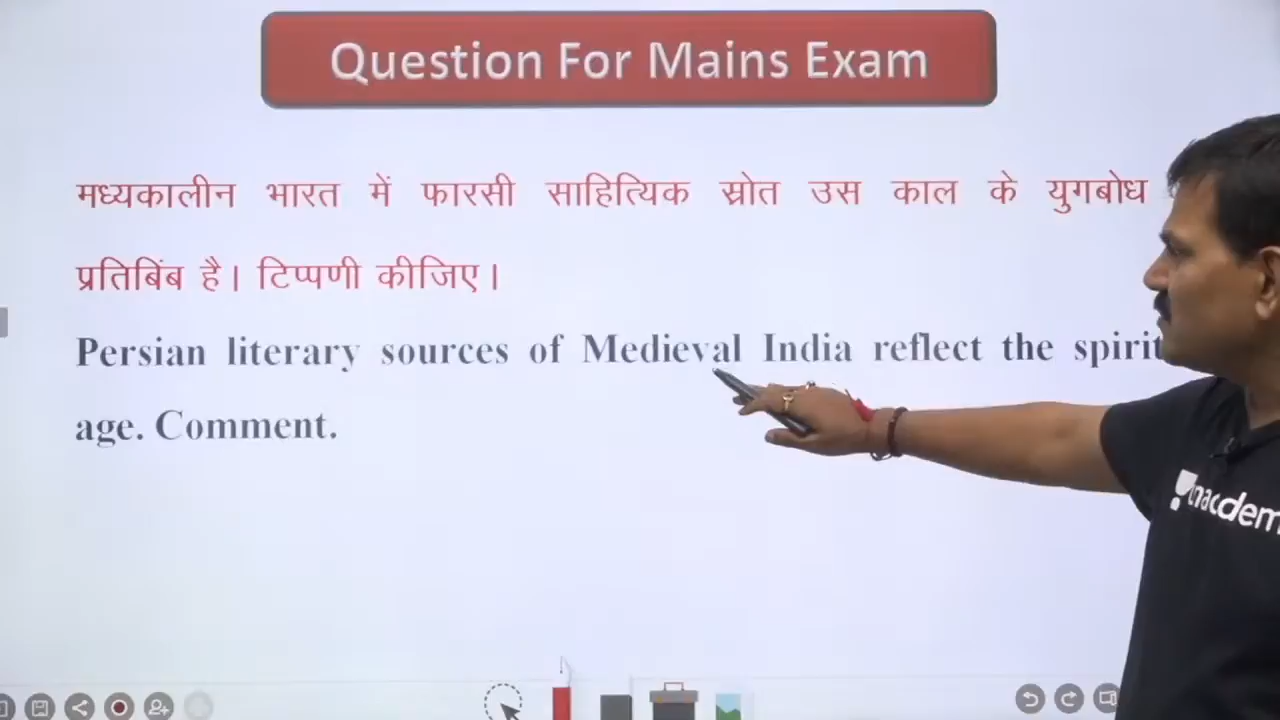 Question For Mains Exam
मध्यकालीन भारत में फारसी साहित्यिक स्रोत उस काल के युगबोध
प्रतिबिंब है। टिप्पणी कीजिए।
Persian literary sources of Medieval India reflect the spirit
age. Comment.